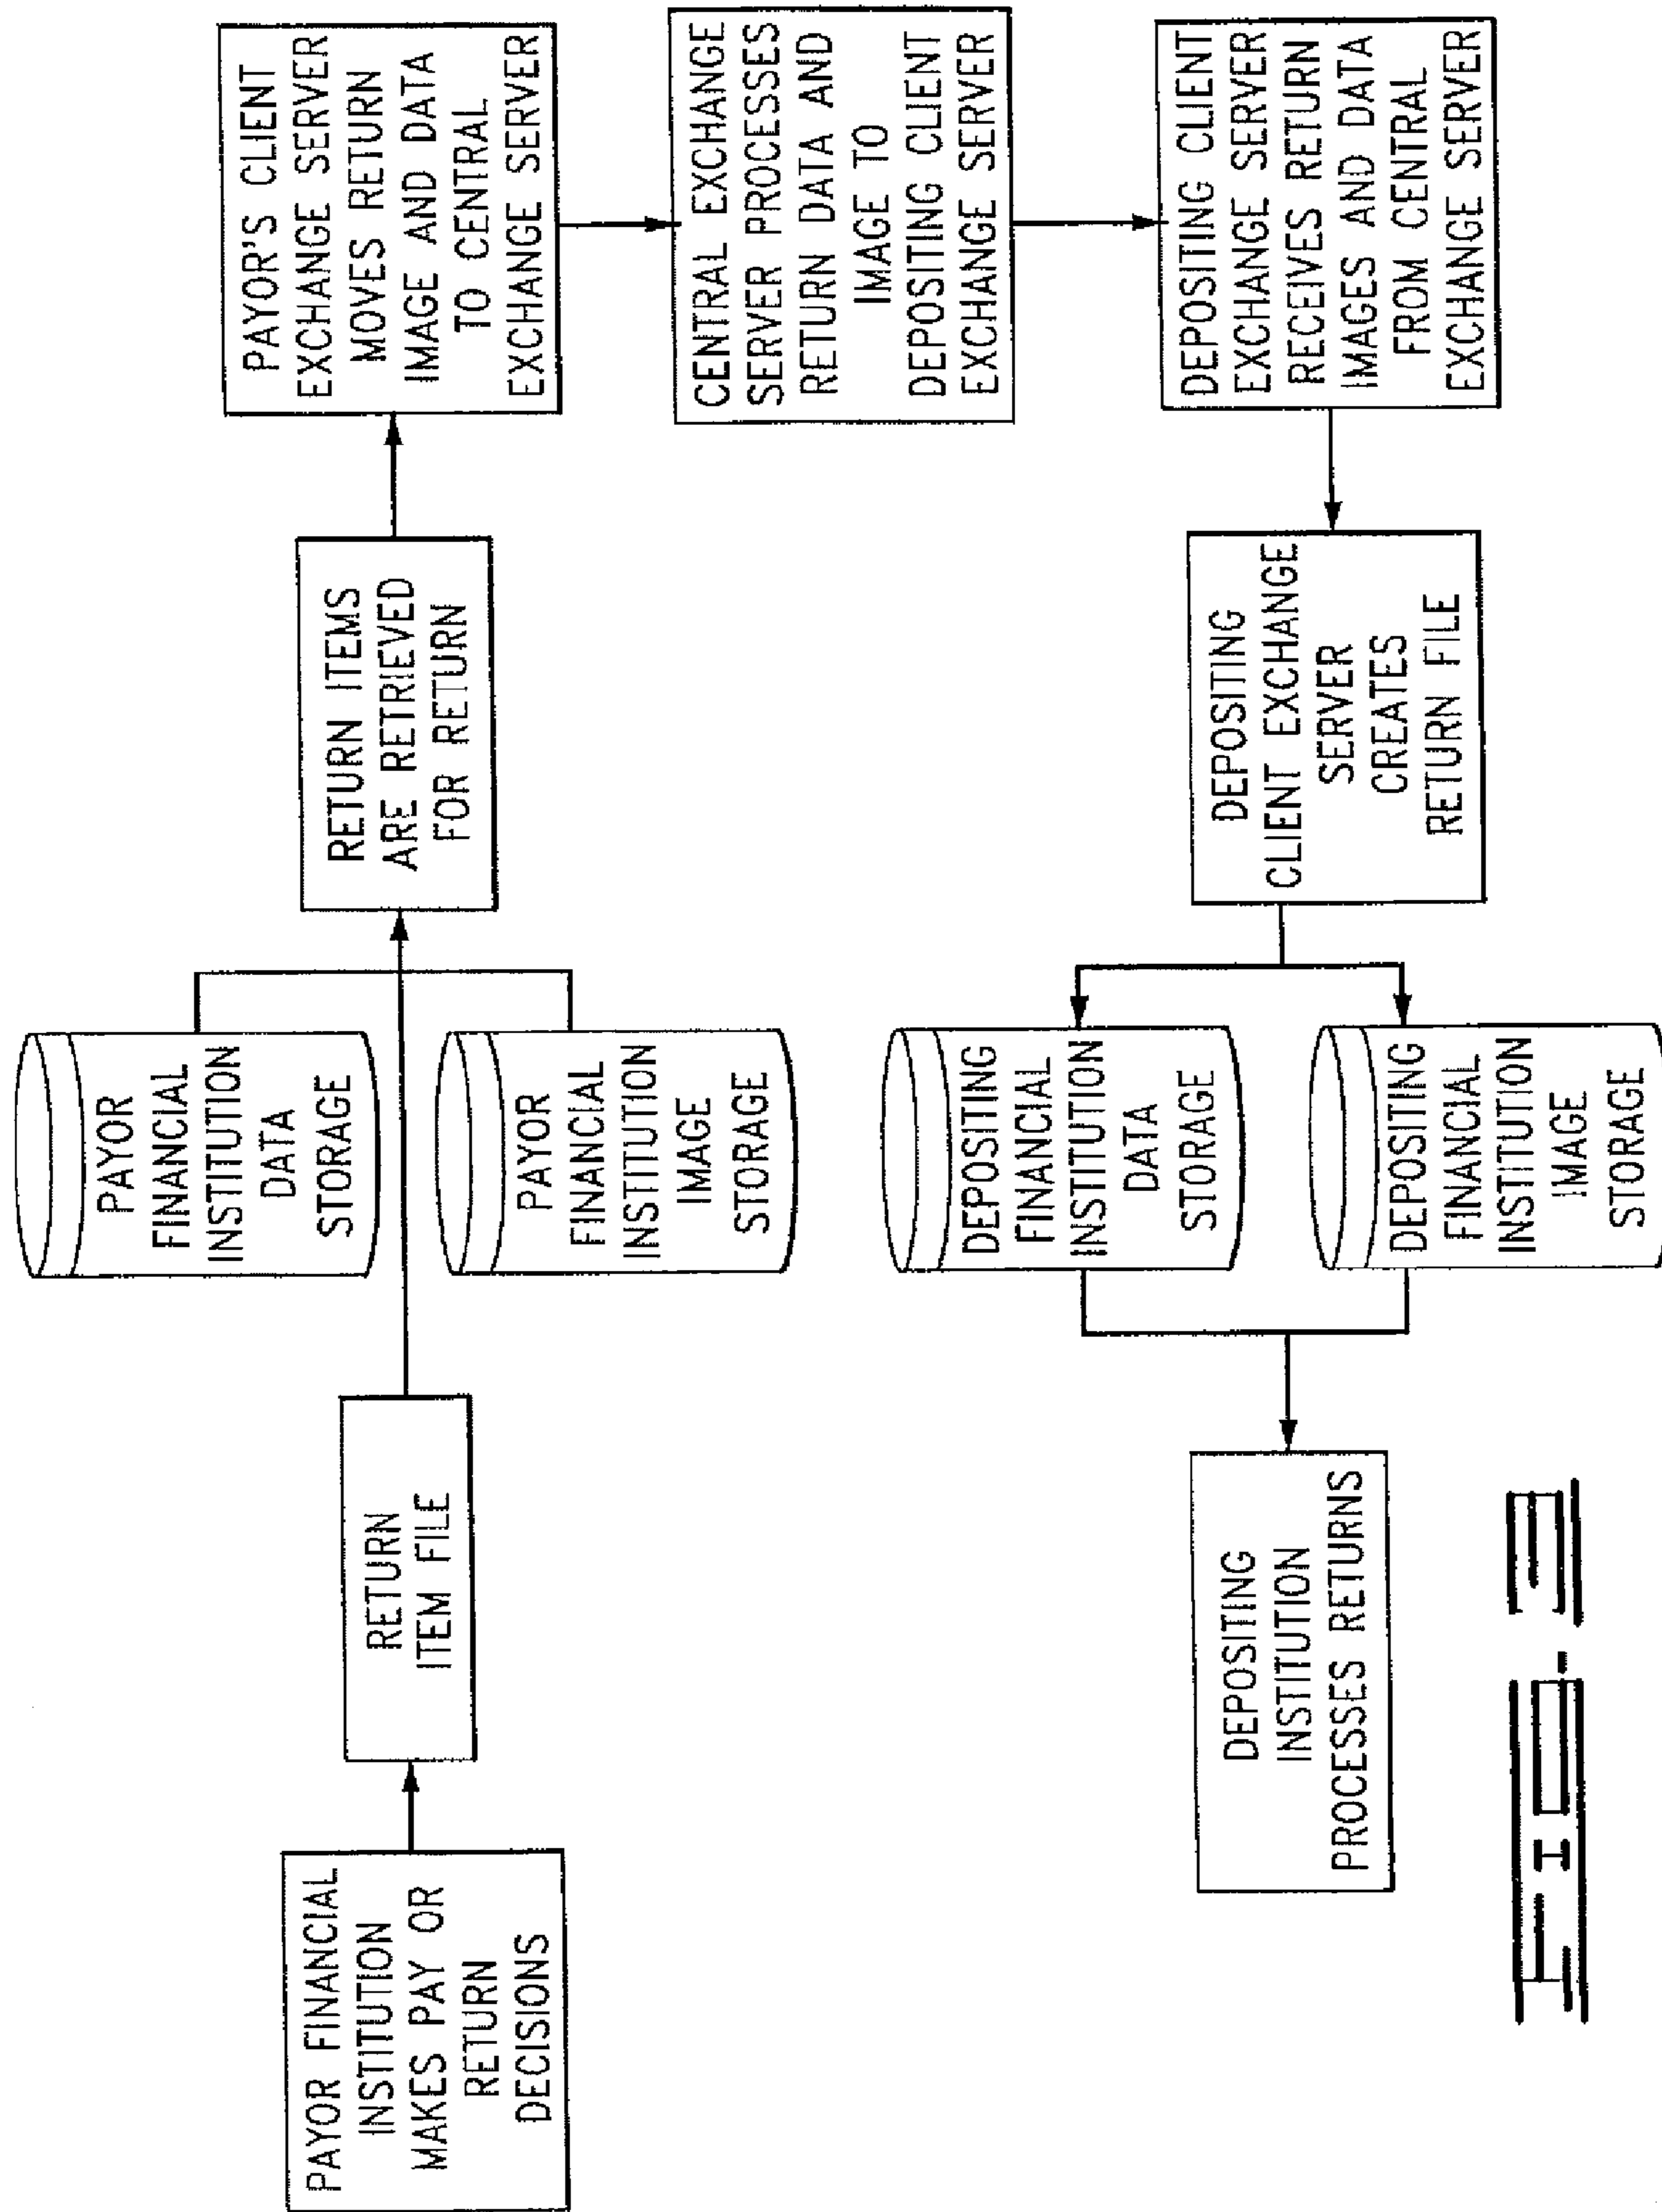 PAYOR FINANCIAL
INSTITUTION
MAKES PAY OR
RETURN
DECISIONS
RETURN
ITEM FILE
PAYOR
FINANCIAL
INSTITUTION
DATA
STORAGE
PAYOR
FINANCIAL
INSTITUTION
IMAGE
STORAGE
RETURN ITEMS
ARE RETRIEVED
FOR RETURN
PAYOR'S CLIENT
EXCHANGE SERVER
MOVES RETURN
IMAGE AND DATA
TO CENTRAL
EXCHANGE SERVER
CENTRAL EXCHANGE
SERVER PROCESSES
RETURN DATA AND
IMAGE TO
DEPOSITING CLIENT
EXCHANGE SERVER
DEPOSITING CLIENT
EXCHANGE SERVER
RECEIVES RETURN
IMAGES AND DATA
FROM CENTRAL
EXCHANGE SERVER
DEPOSITING
CLIENT EXCHANGE
SERVER
CREATES
RETURN FILE
DEPOSITING
FINANCIAL
INSTITUTION
DATA
STORAGE
DEPOSITING
FINANCIAL
INSTITUTION
IMAGE
STORAGE
DEPOSITING
INSTITUTION
PROCESSES RETURNS